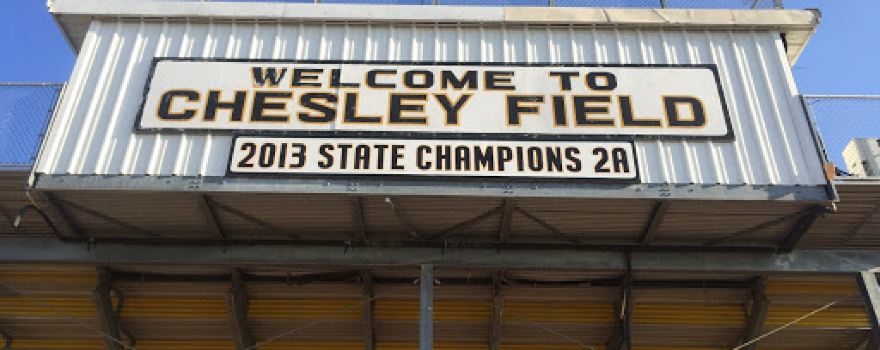 WELCOME TO
CHESLEY FIELD
2013 STATE CHAMPIONS 2A